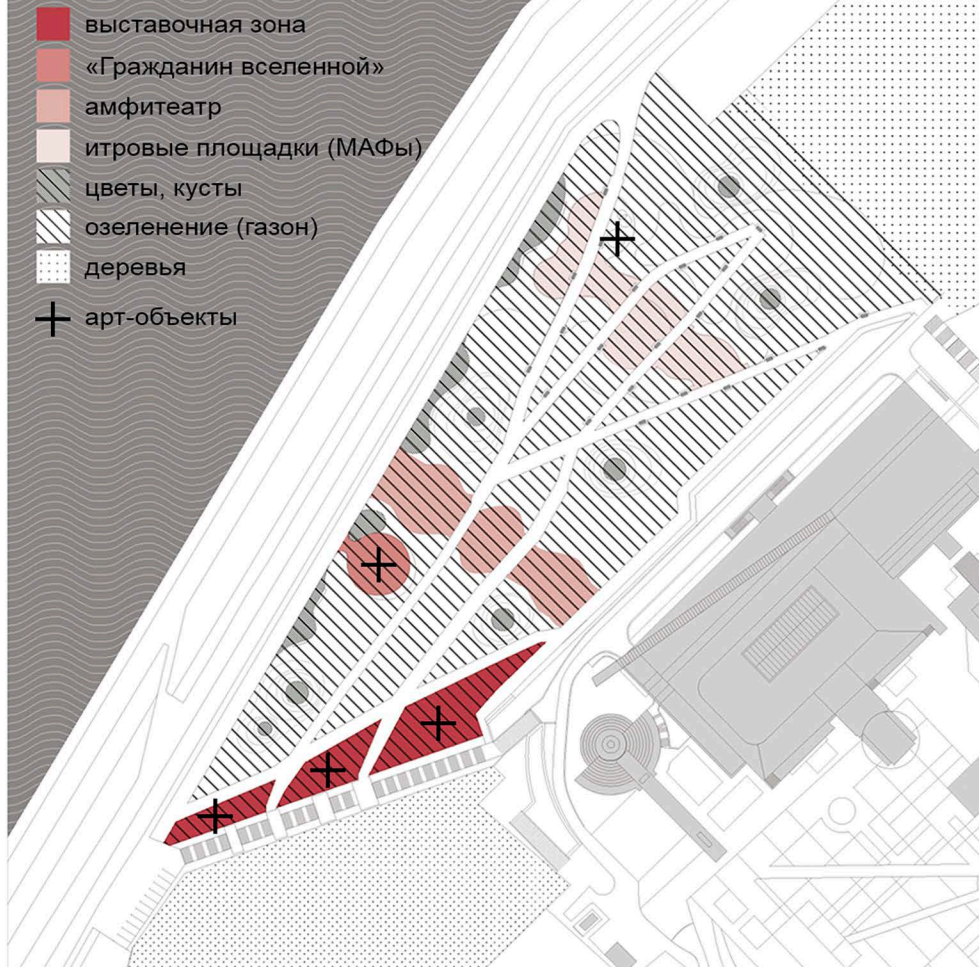 выставочная зона
«Гражданин вселенной»
амфитеатр
итровые площадки (МАФы)
цветы, кусты
озеленение (газон)
деревья
арт-объекты